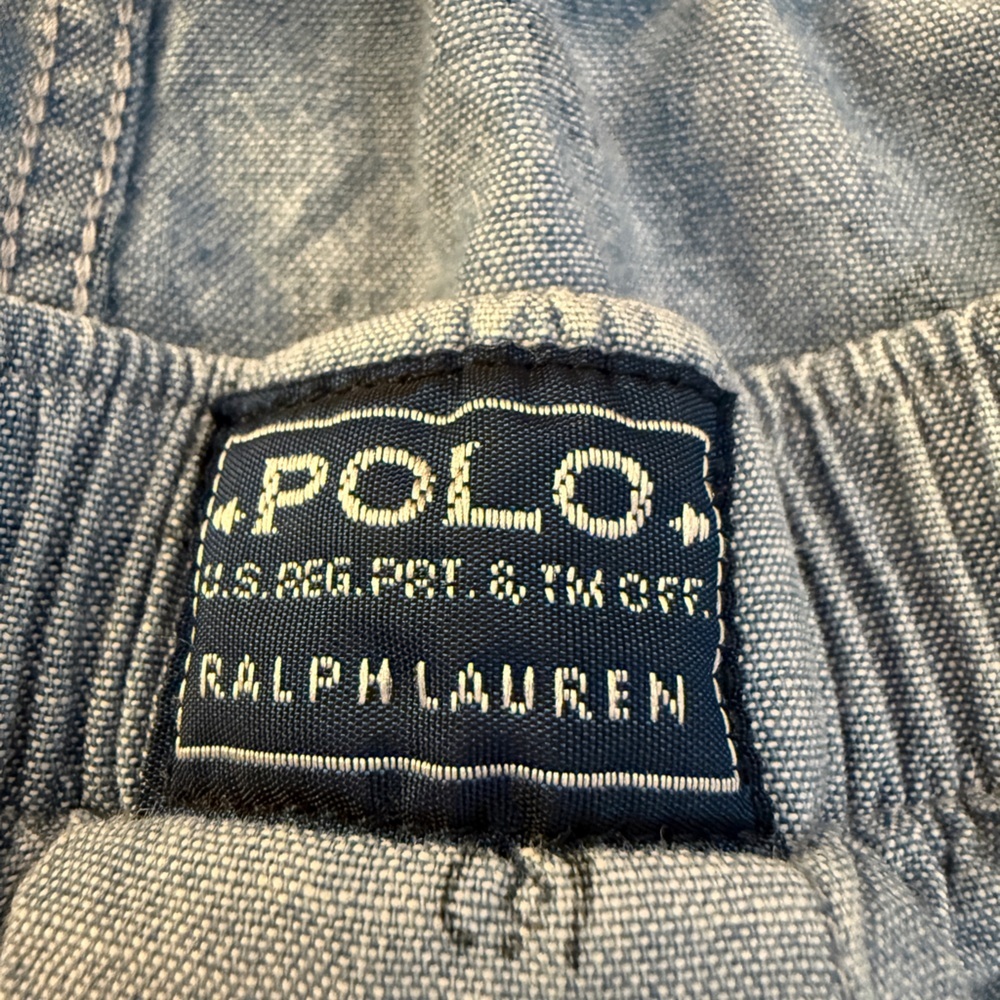 POLO
U.S. REG. PAT. & TM OFF.
RALPH LAUREN